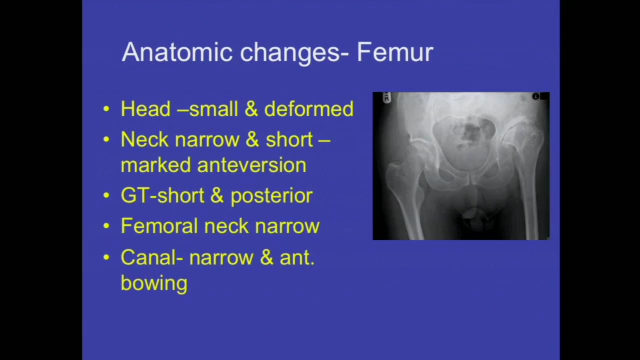 Anatomic changes- Femur
• Head –small & deformed
• Neck narrow & short –
marked anteversion
• GT-short & posterior
• Femoral neck narrow
• Canal- narrow & ant.
bowing